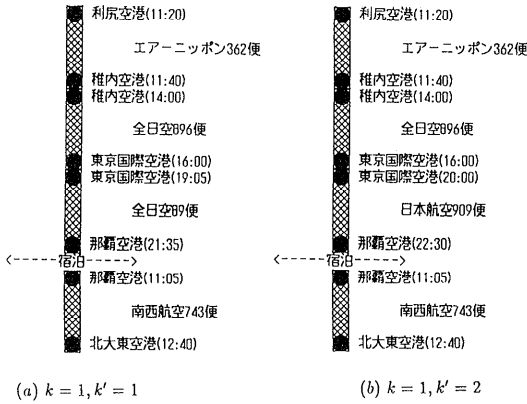 利尻空港(11:20)
エアーニッポン362便
稚内空港(11:40)
稚内空港(14:00)
全日空896便
東京国際空港(16:00)
東京国際空港(19:05)
全日空89便
那覇空港(21:35)
宿泊
那覇空港(11:05)
南西航空743便
北大東空港(12:40)
(a) k = 1, k′ = 1
利尻空港(11:20)
エアーニッポン362便
稚内空港(11:40)
稚内空港(14:00)
全日空896便
東京国際空港(16:00)
東京国際空港(20:00)
日本航空909便
那覇空港(22:30)
宿泊
那覇空港(11:05)
南西航空743便
北大東空港(12:40)
(b) k = 1, k′ = 2